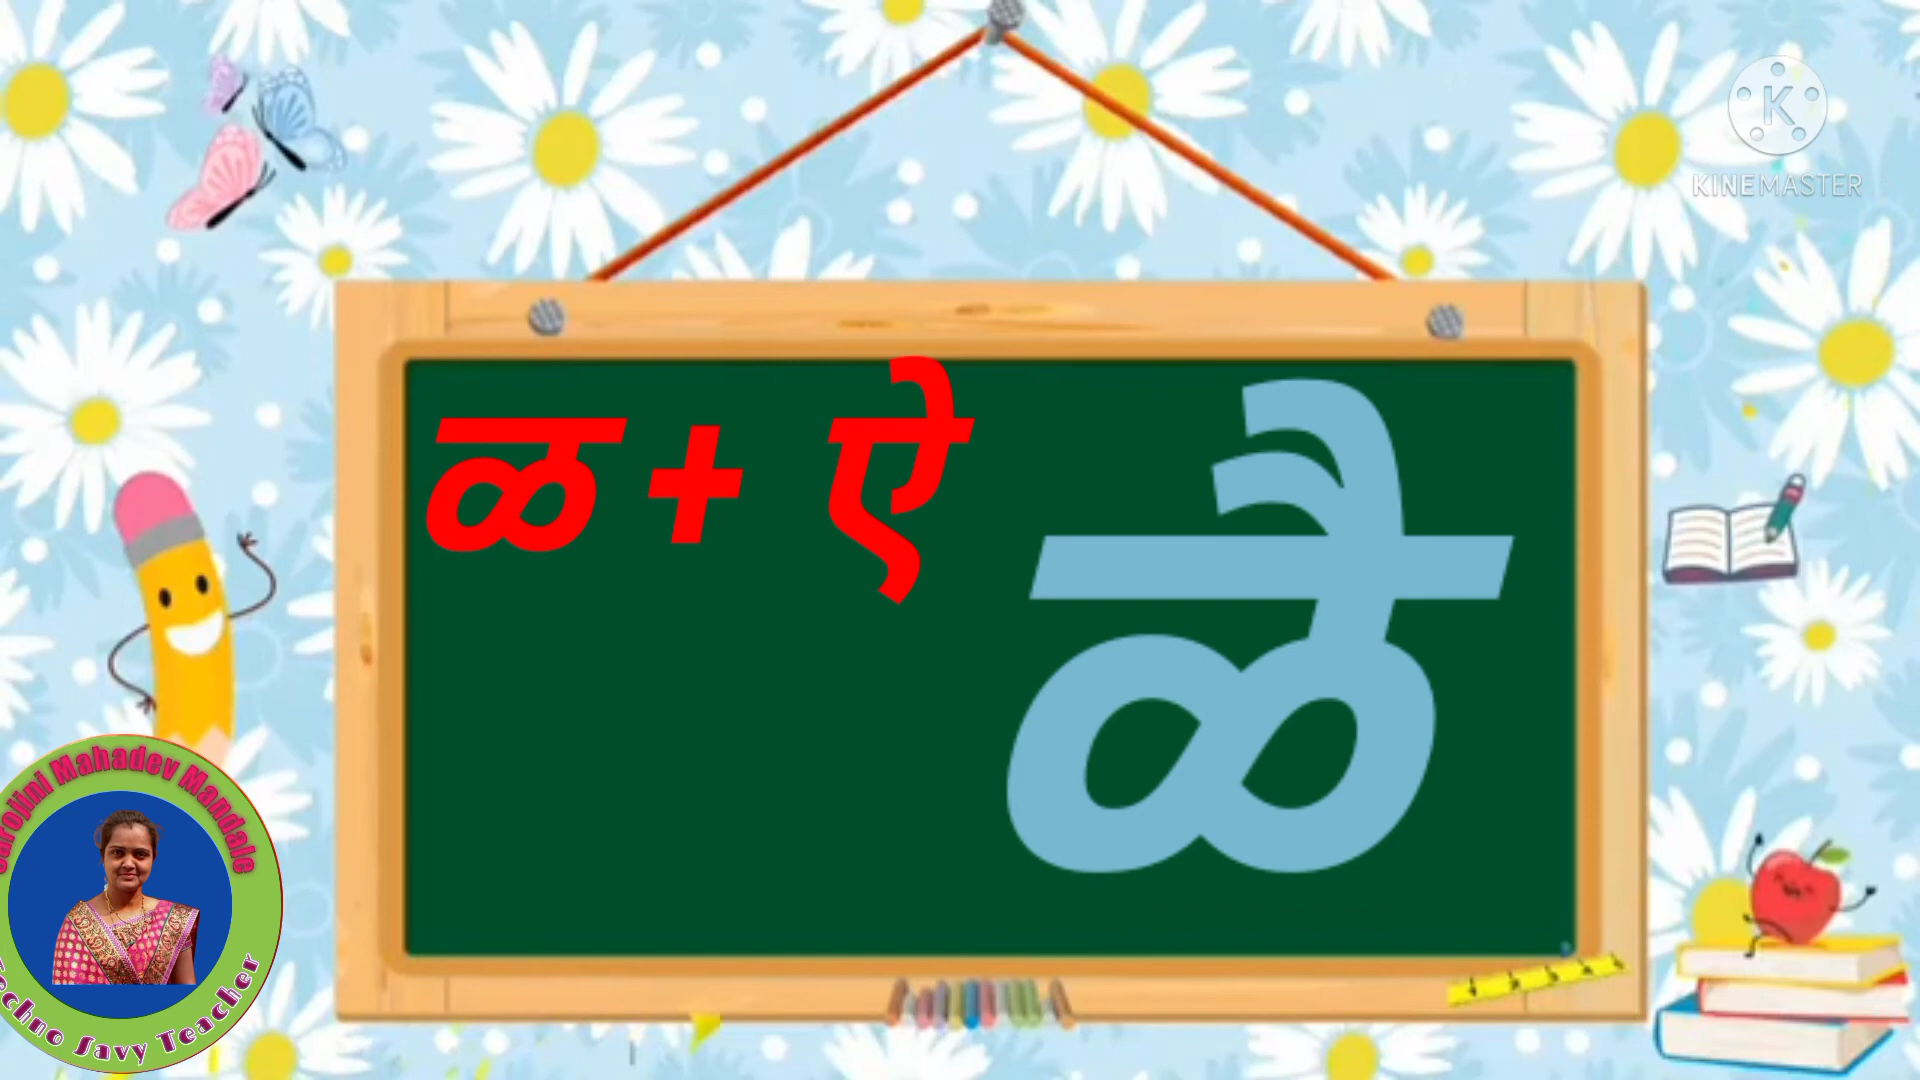 ळ + ऐ
ळै
KINEMASTER
Sarojini Mahadev Mandale
Techno Savy Teacher